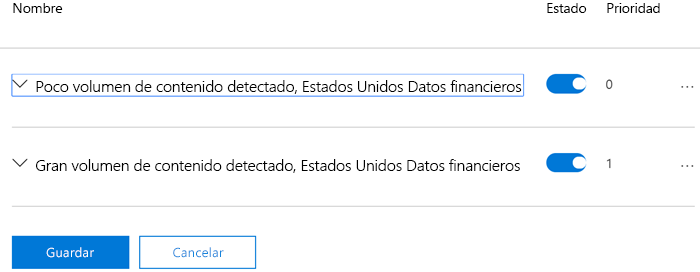 Nombre Estado Prioridad
Poco volumen de contenido detectado, Estados Unidos Datos financieros 0 ...
Gran volumen de contenido detectado, Estados Unidos Datos financieros 1 ...
Guardar Cancelar